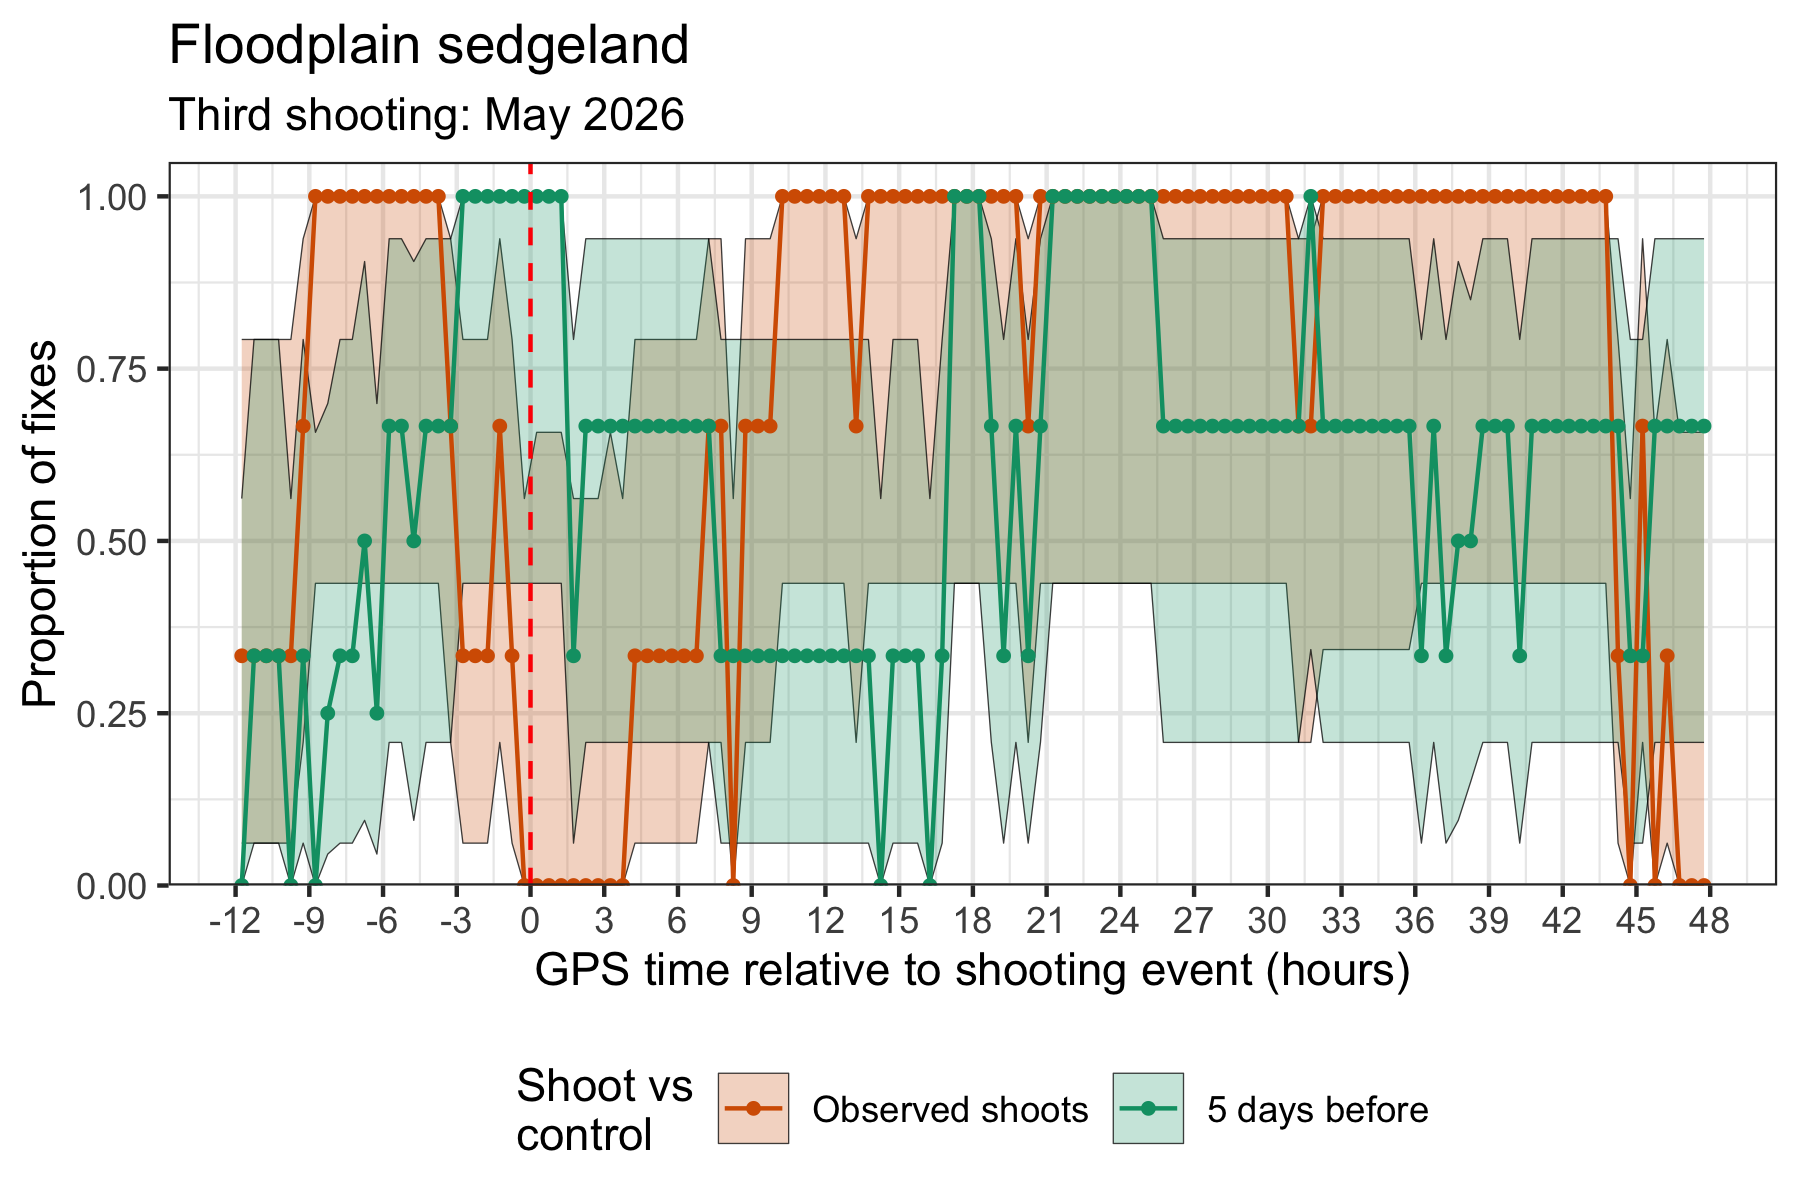 Floodplain sedgeland
Third shooting: May 2026
Proportion of fixes
1.00
0.75
0.50
0.25
0.00
-12 -9 -6 -3 0 3 6 9 12 15 18 21 24 27 30 33 36 39 42 45 48
GPS time relative to shooting event (hours)
Shoot vs
control
Observed shoots
5 days before